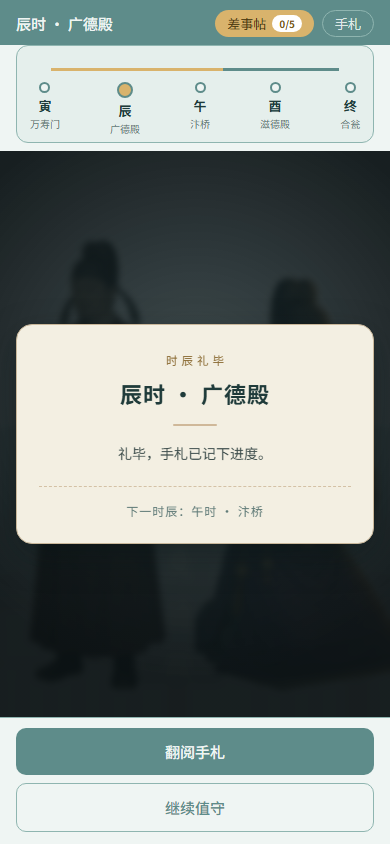 辰时 · 广德殿
差事帖 0/5
手札
寅
万寿门
辰
广德殿
午
汴桥
酉
滋德殿
终
合瓮
时辰礼毕
辰时 · 广德殿
礼毕，手札已记下进度。
下一时辰：午时 · 汴桥
翻阅手札
继续值守